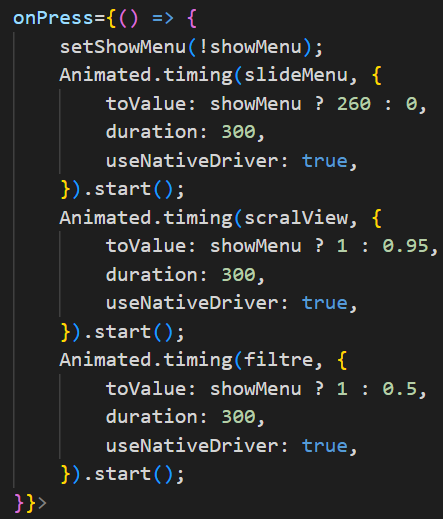 onPress={() => {
    setShowMenu(!showMenu);
    Animated.timing(slideMenu, {
        toValue: showMenu ? 260 : 0,
        duration: 300,
        useNativeDriver: true,
    }).start();
    Animated.timing(scralView, {
        toValue: showMenu ? 1 : 0.95,
        duration: 300,
        useNativeDriver: true,
    }).start();
    Animated.timing(filtre, {
        toValue: showMenu ? 1 : 0.5,
        duration: 300,
        useNativeDriver: true,
    }).start();
}}>